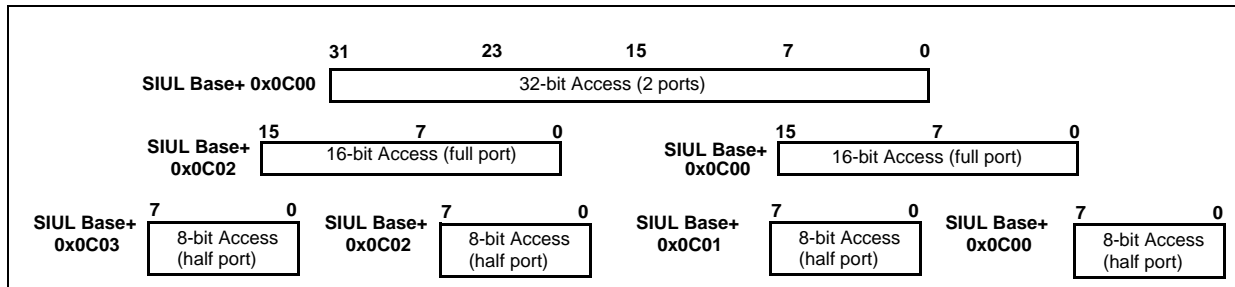 31 23 15 7 0
SIUL Base+ 0x0C00 32-bit Access (2 ports)
15 7 0 15 7 0
SIUL Base+ 16-bit Access (full port) SIUL Base+ 16-bit Access (full port)
0x0C02 0x0C00
7 0 7 0 7 0 7 0
SIUL Base+ SIUL Base+ SIUL Base+ SIUL Base+
0x0C03 8-bit Access 0x0C02 8-bit Access 0x0C01 8-bit Access 0x0C00 8-bit Access
(half port) (half port) (half port) (half port)